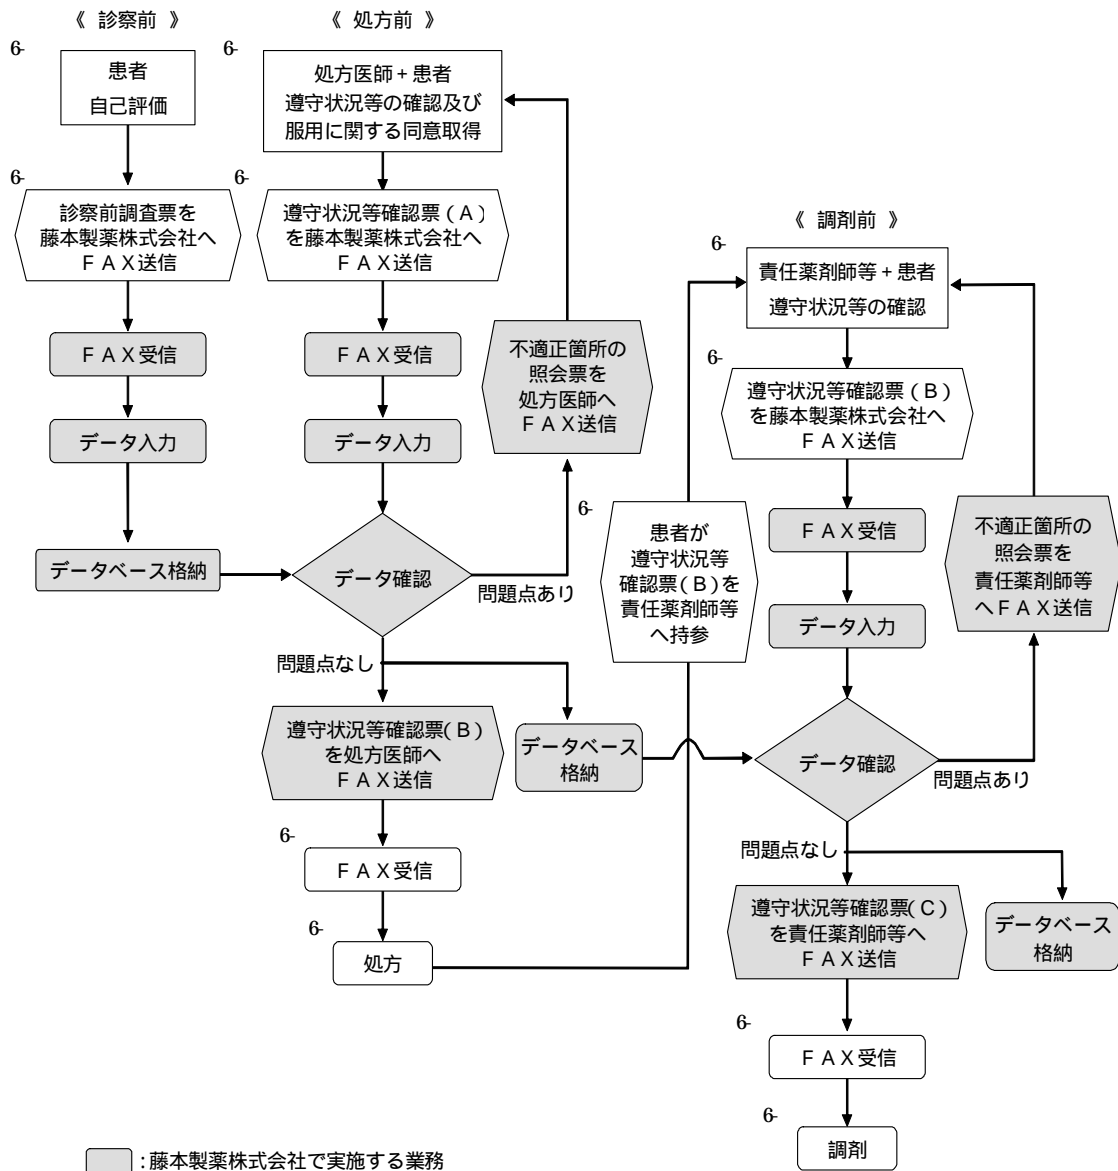 《 診察前 》
6-
患者
自己評価
6-
診察前調査票を
藤本製薬株式会社へ
ＦＡＸ送信
ＦＡＸ受信
データ入力
データベース格納
《 処方前 》
6-
処方医師＋患者
遵守状況等の確認及び
服用に関する同意取得
6-
遵守状況等確認票（Ａ）
を藤本製薬株式会社へ
ＦＡＸ送信
ＦＡＸ受信
データ入力
データ確認
問題点あり
不適正箇所の
照会票を
処方医師へ
ＦＡＸ送信
問題点なし
データベース
格納
遵守状況等確認票(Ｂ)
を処方医師へ
ＦＡＸ送信
6-
ＦＡＸ受信
6-
処方
6-
患者が
遵守状況等
確認票(Ｂ)を
責任薬剤師等
へ持参
《 調剤前 》
6-
責任薬剤師等＋患者
遵守状況等の確認
6-
遵守状況等確認票（Ｂ）
を藤本製薬株式会社へ
ＦＡＸ送信
ＦＡＸ受信
データ入力
データ確認
問題点あり
不適正箇所の
照会票を
責任薬剤師等
へＦＡＸ送信
問題点なし
データベース
格納
遵守状況等確認票(Ｃ)
を責任薬剤師等へ
ＦＡＸ送信
6-
ＦＡＸ受信
6-
調剤
：藤本製薬株式会社で実施する業務